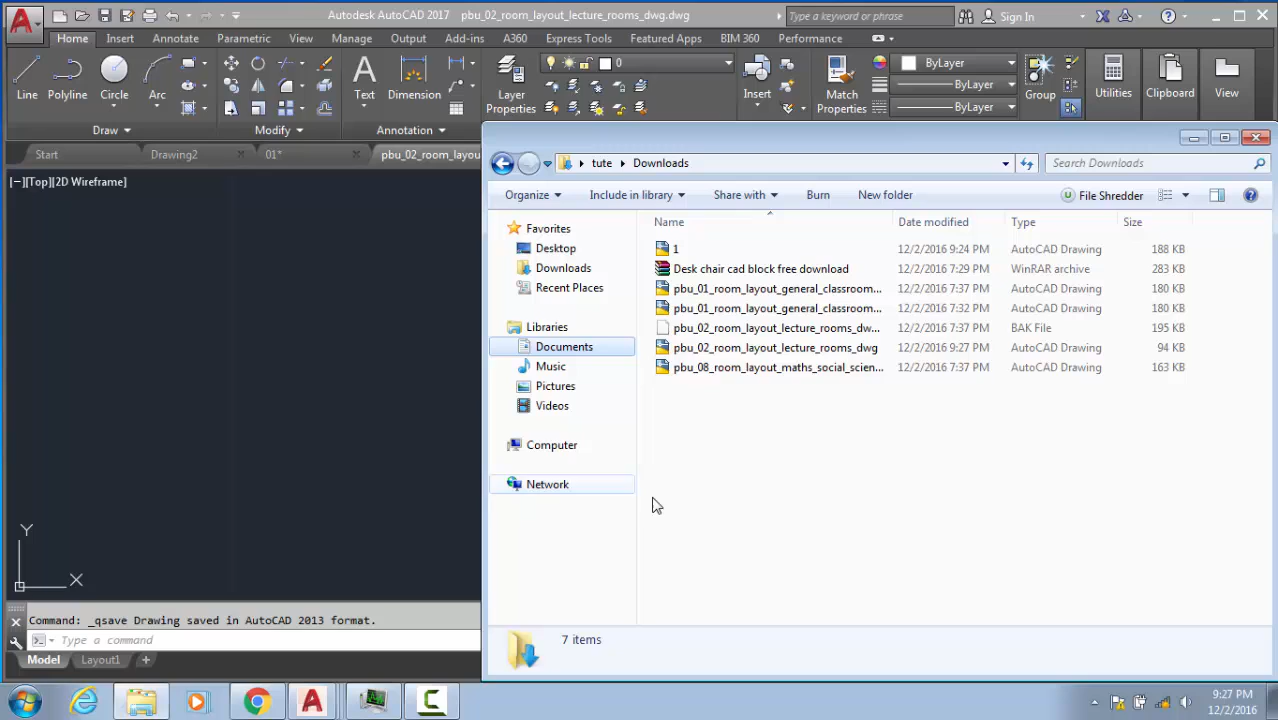 Autodesk AutoCAD 2017 pbu_02_room_layout_lecture_rooms_dwg.dwg Type a keyword or phrase Sign In
Home Insert Annotate Parametric View Manage Output Add-ins A360 Express Tools Featured Apps BIM 360 Performance
0 ByLayer
ByLayer
ByLayer
Line Polyline Circle Arc Text Dimension Layer Properties Insert Match Properties Group Utilities Clipboard View
Draw Modify Annotation
Start Drawing2 01* pbu_02_room_layou
[–][Top][2D Wireframe]
tute Downloads Search Downloads
Organize Include in library Share with Burn New folder File Shredder
Name Date modified Type Size
Favorites
Desktop
Downloads
Recent Places
Libraries
Documents
Music
Pictures
Videos
Computer
Network
1 12/2/2016 9:24 PM AutoCAD Drawing 188 KB
Desk chair cad block free download 12/2/2016 7:29 PM WinRAR archive 283 KB
pbu_01_room_layout_general_classroom... 12/2/2016 7:37 PM AutoCAD Drawing 180 KB
pbu_01_room_layout_general_classroom... 12/2/2016 7:32 PM AutoCAD Drawing 180 KB
pbu_02_room_layout_lecture_rooms_dw... 12/2/2016 7:37 PM BAK File 195 KB
pbu_02_room_layout_lecture_rooms_dwg 12/2/2016 9:27 PM AutoCAD Drawing 94 KB
pbu_08_room_layout_maths_social_scien... 12/2/2016 7:37 PM AutoCAD Drawing 163 KB
7 items
Y
X
Command: _qsave Drawing saved in AutoCAD 2013 format.
Type a command
Model Layout1 +
9:27 PM
12/2/2016